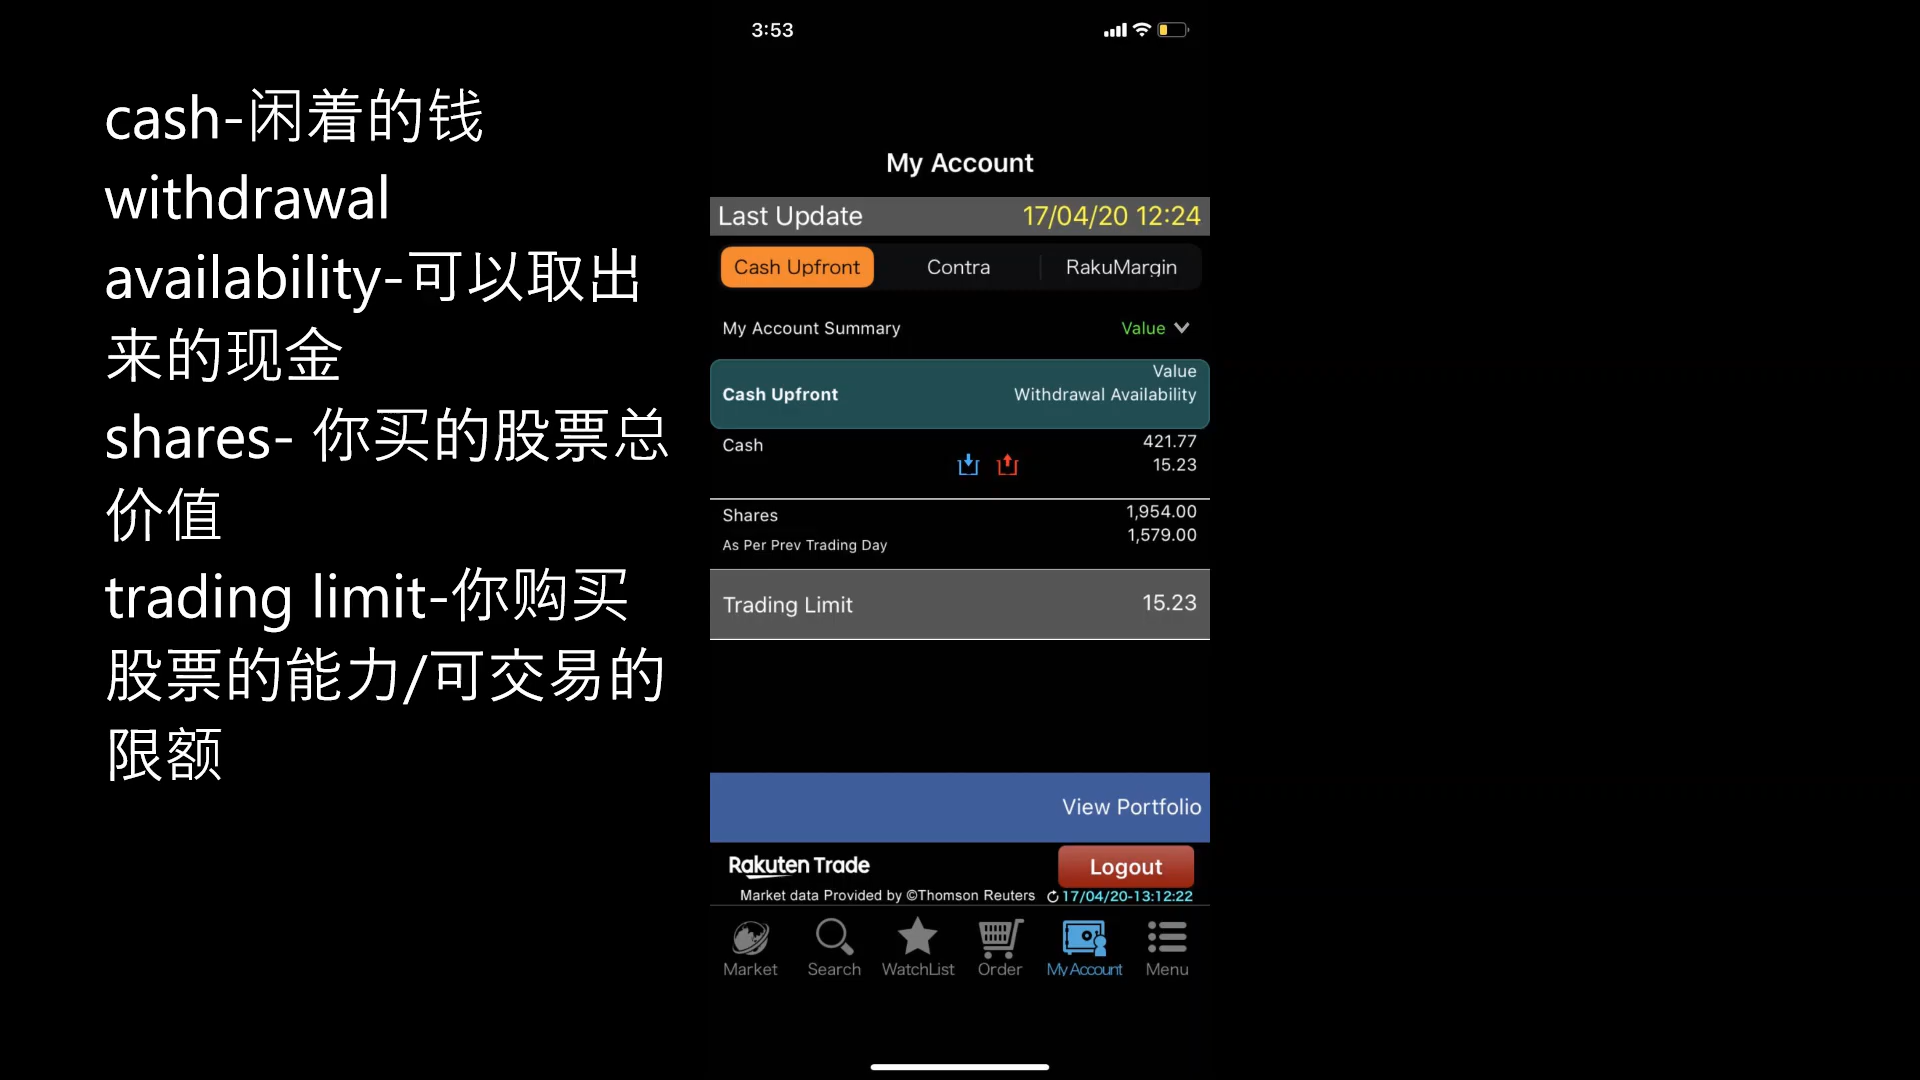 cash-闲着的钱
withdrawal
availability-可以取出
来的现金
shares- 你买的股票总
价值
trading limit-你购买
股票的能力/可交易的
限额
3:53
My Account
Last Update 17/04/20 12:24
Cash Upfront Contra RakuMargin
My Account Summary Value
Value
Cash Upfront Withdrawal Availability
Cash 421.77
15.23
Shares 1,954.00
As Per Prev Trading Day 1,579.00
Trading Limit 15.23
View Portfolio
Rakuten Trade Logout
Market data Provided by ©Thomson Reuters 17/04/20-13:12:22
Market Search WatchList Order My Account Menu